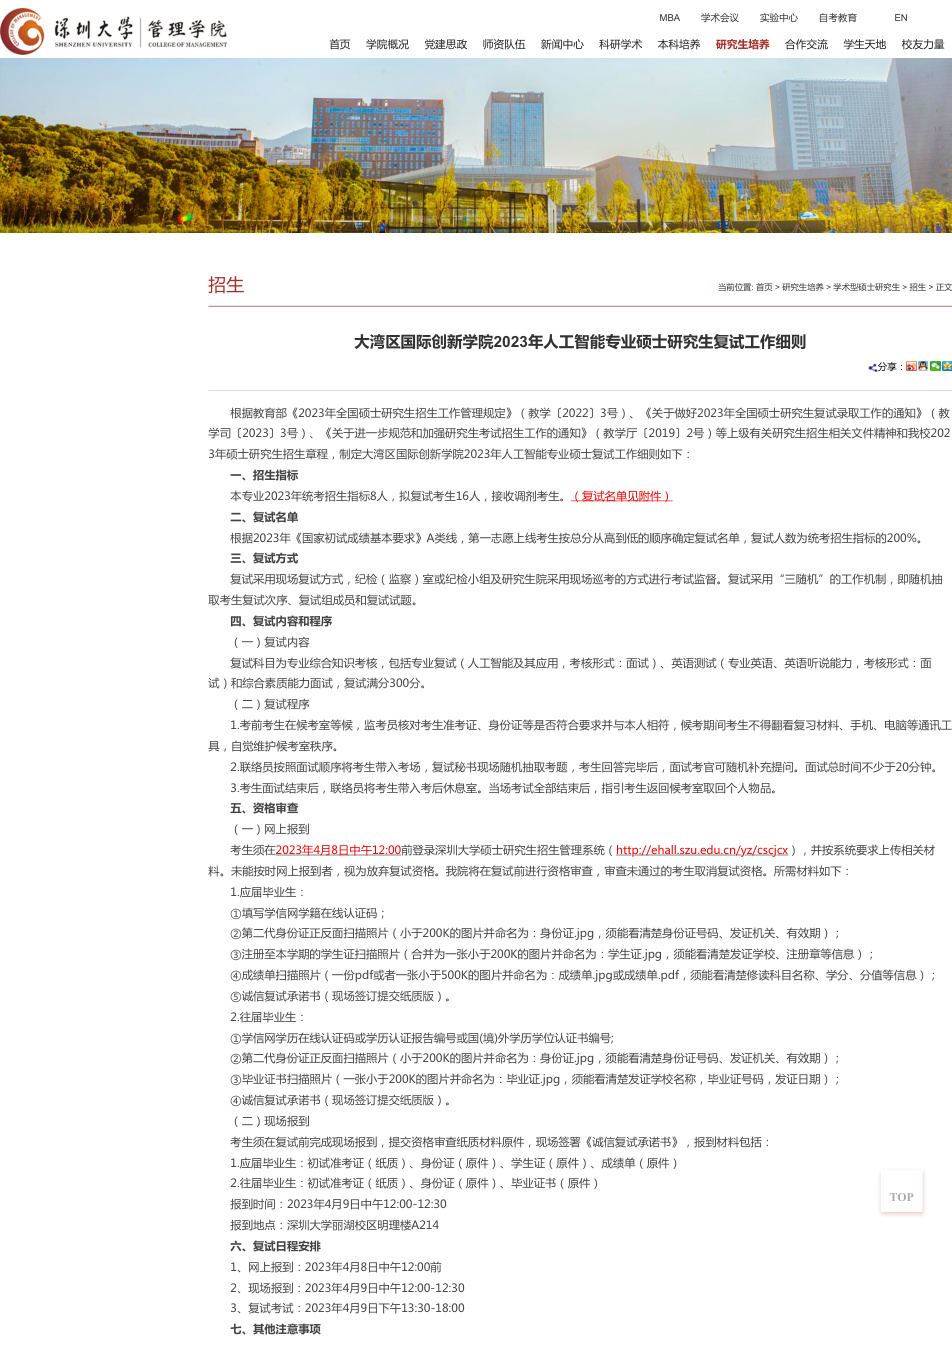 深圳大学 管理学院
SHENZHEN UNIVERSITY COLLEGE OF MANAGEMENT
MBA 学术会议 实验中心 自考教育 EN
首页 学院概况 党建思政 师资队伍 新闻中心 科研学术 本科培养 研究生培养 合作交流 学生天地 校友力量
招生
当前位置: 首页 > 研究生培养 > 学术型硕士研究生 > 招生 > 正文
大湾区国际创新学院2023年人工智能专业硕士研究生复试工作细则
分享：
根据教育部《2023年全国硕士研究生招生工作管理规定》（教学〔2022〕3号）、《关于做好2023年全国硕士研究生复试录取工作的通知》（教
学司〔2023〕3号）、《关于进一步规范和加强研究生考试招生工作的通知》（教学厅〔2019〕2号）等上级有关研究生招生相关文件精神和我校202
3年硕士研究生招生章程，制定大湾区国际创新学院2023年人工智能专业硕士复试工作细则如下：
一、招生指标
本专业2023年统考招生指标8人，拟复试考生16人，接收调剂考生。（复试名单见附件）
二、复试名单
根据2023年《国家初试成绩基本要求》A类线，第一志愿上线考生按总分从高到低的顺序确定复试名单，复试人数为统考招生指标的200%。
三、复试方式
复试采用现场复试方式，纪检（监察）室或纪检小组及研究生院采用现场巡考的方式进行考试监督。复试采用“三随机”的工作机制，即随机抽
取考生复试次序、复试组成员和复试试题。
四、复试内容和程序
（一）复试内容
复试科目为专业综合知识考核，包括专业复试（人工智能及其应用，考核形式：面试）、英语测试（专业英语、英语听说能力，考核形式：面
试）和综合素质能力面试，复试满分300分。
（二）复试程序
1.考前考生在候考室等候，监考员核对考生准考证、身份证等是否符合要求并与本人相符，候考期间考生不得翻看复习材料、手机、电脑等通讯工
具，自觉维护候考室秩序。
2.联络员按照面试顺序将考生带入考场，复试秘书现场随机抽取考题，考生回答完毕后，面试考官可随机补充提问。面试总时间不少于20分钟。
3.考生面试结束后，联络员将考生带入考后休息室。当场考试全部结束后，指引考生返回候考室取回个人物品。
五、资格审查
（一）网上报到
考生须在2023年4月8日中午12:00前登录深圳大学硕士研究生招生管理系统（http://ehall.szu.edu.cn/yz/cscjcx），并按系统要求上传相关材
料。未能按时网上报到者，视为放弃复试资格。我院将在复试前进行资格审查，审查未通过的考生取消复试资格。所需材料如下：
1.应届毕业生：
①填写学信网学籍在线认证码；
②第二代身份证正反面扫描照片（小于200K的图片并命名为：身份证.jpg，须能看清楚身份证号码、发证机关、有效期）；
③注册至本学期的学生证扫描照片（合并为一张小于200K的图片并命名为：学生证.jpg，须能看清楚发证学校、注册章等信息）；
④成绩单扫描照片（一份pdf或者一张小于500K的图片并命名为：成绩单.jpg或成绩单.pdf，须能看清楚修读科目名称、学分、分值等信息）；
⑤诚信复试承诺书（现场签订提交纸质版）。
2.往届毕业生：
①学信网学历在线认证码或学历认证报告编号或国(境)外学历学位认证书编号;
②第二代身份证正反面扫描照片（小于200K的图片并命名为：身份证.jpg，须能看清楚身份证号码、发证机关、有效期）；
③毕业证书扫描照片（一张小于200K的图片并命名为：毕业证.jpg，须能看清楚发证学校名称，毕业证号码，发证日期）；
④诚信复试承诺书（现场签订提交纸质版）。
（二）现场报到
考生须在复试前完成现场报到，提交资格审查纸质材料原件，现场签署《诚信复试承诺书》，报到材料包括：
1.应届毕业生：初试准考证（纸质）、身份证（原件）、学生证（原件）、成绩单（原件）
2.往届毕业生：初试准考证（纸质）、身份证（原件）、毕业证书（原件）
报到时间：2023年4月9日中午12:00-12:30
报到地点：深圳大学丽湖校区明理楼A214
六、复试日程安排
1、网上报到：2023年4月8日中午12:00前
2、现场报到：2023年4月9日中午12:00-12:30
3、复试考试：2023年4月9日下午13:30-18:00
七、其他注意事项
TOP